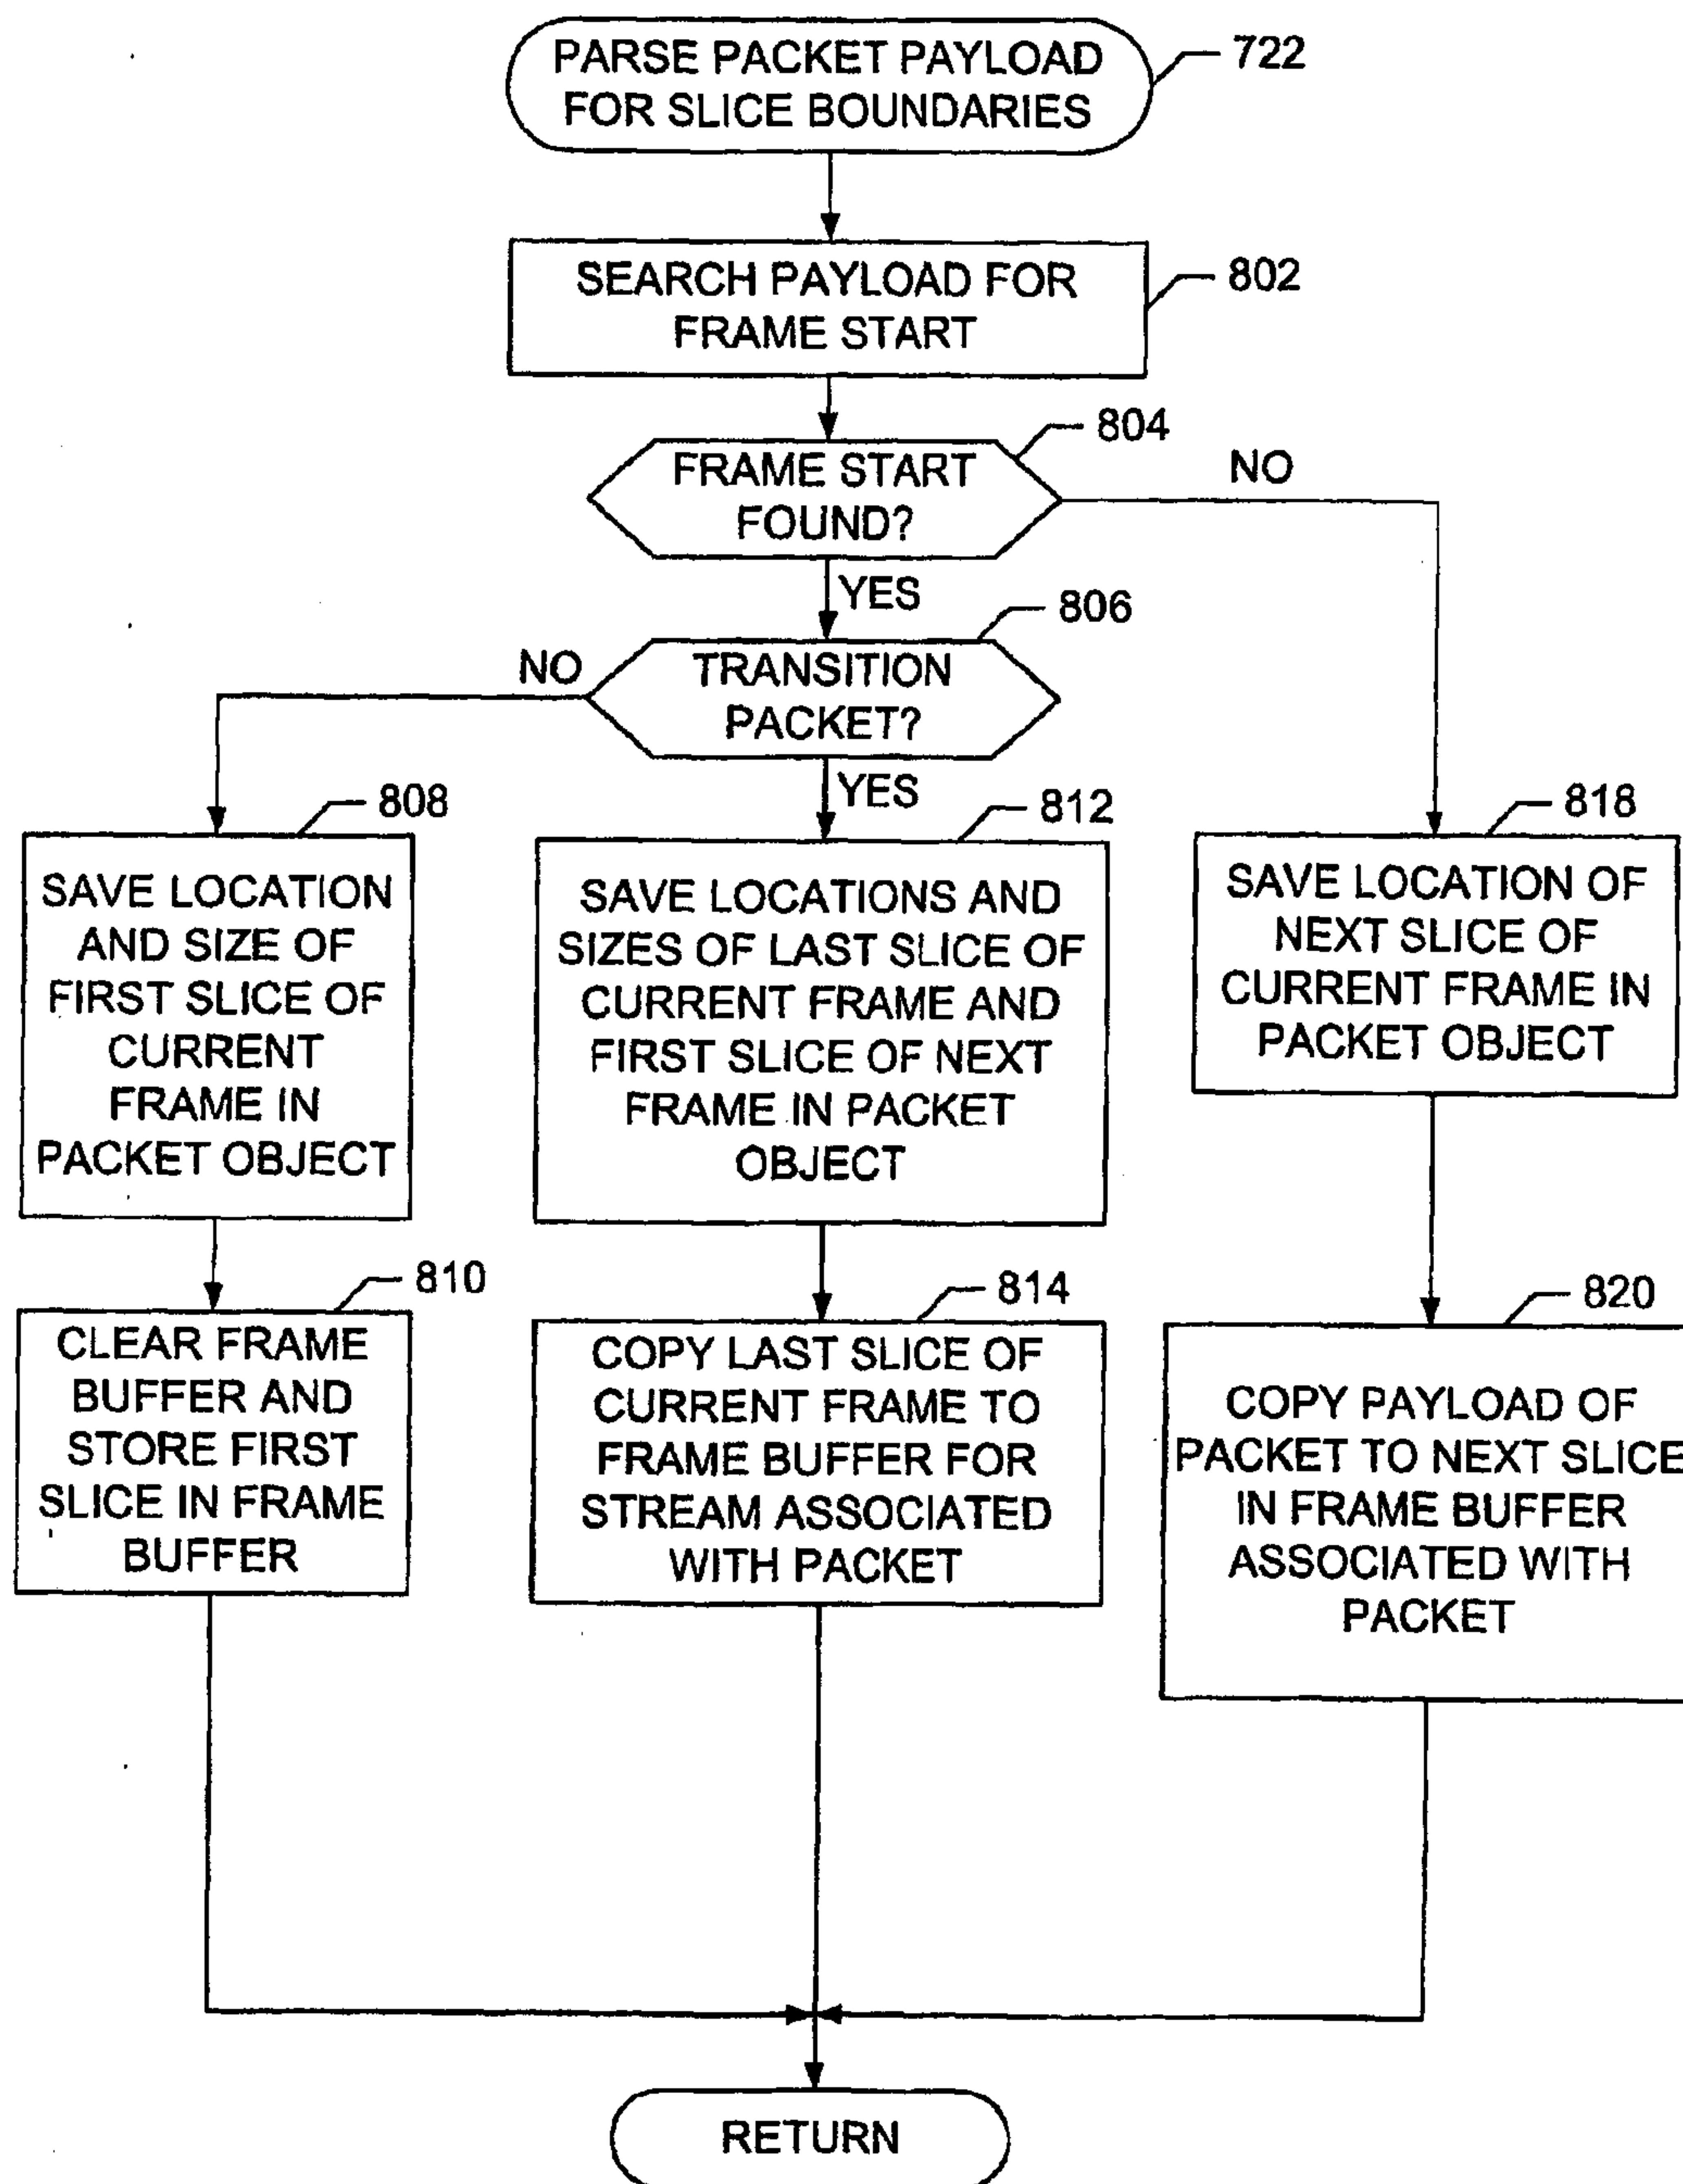 PARSE PACKET PAYLOAD
FOR SLICE BOUNDARIES
722
SEARCH PAYLOAD FOR
FRAME START
802
FRAME START
FOUND?
804
NO
YES
TRANSITION
PACKET?
806
NO
YES
SAVE LOCATION
AND SIZE OF
FIRST SLICE OF
CURRENT
FRAME IN
PACKET OBJECT
808
SAVE LOCATIONS AND
SIZES OF LAST SLICE OF
CURRENT FRAME AND
FIRST SLICE OF NEXT
FRAME IN PACKET
OBJECT
812
SAVE LOCATION OF
NEXT SLICE OF
CURRENT FRAME IN
PACKET OBJECT
818
CLEAR FRAME
BUFFER AND
STORE FIRST
SLICE IN FRAME
BUFFER
810
COPY LAST SLICE OF
CURRENT FRAME TO
FRAME BUFFER FOR
STREAM ASSOCIATED
WITH PACKET
814
COPY PAYLOAD OF
PACKET TO NEXT SLICE
IN FRAME BUFFER
ASSOCIATED WITH
PACKET
820
RETURN